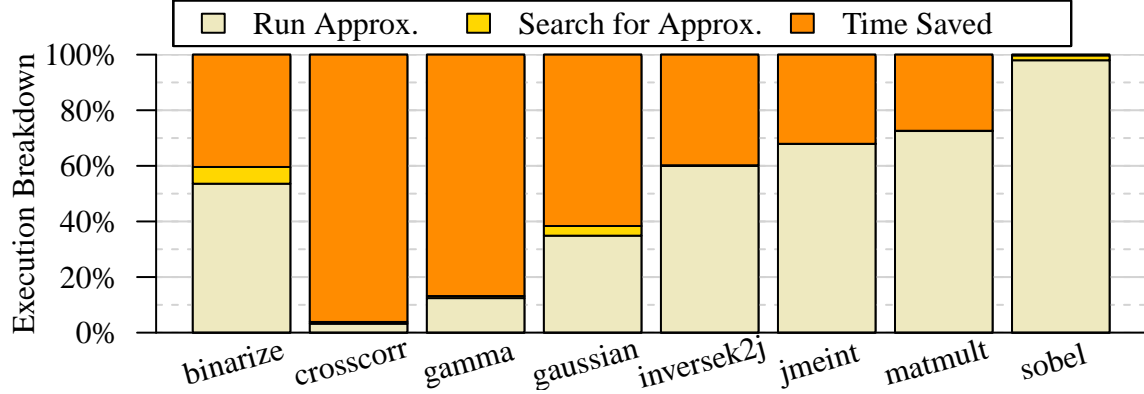 Run Approx. Search for Approx. Time Saved
Execution Breakdown
100%
80%
60%
40%
20%
0%
binarize crosscorr gamma gaussian inversek2j jmeint matmult sobel